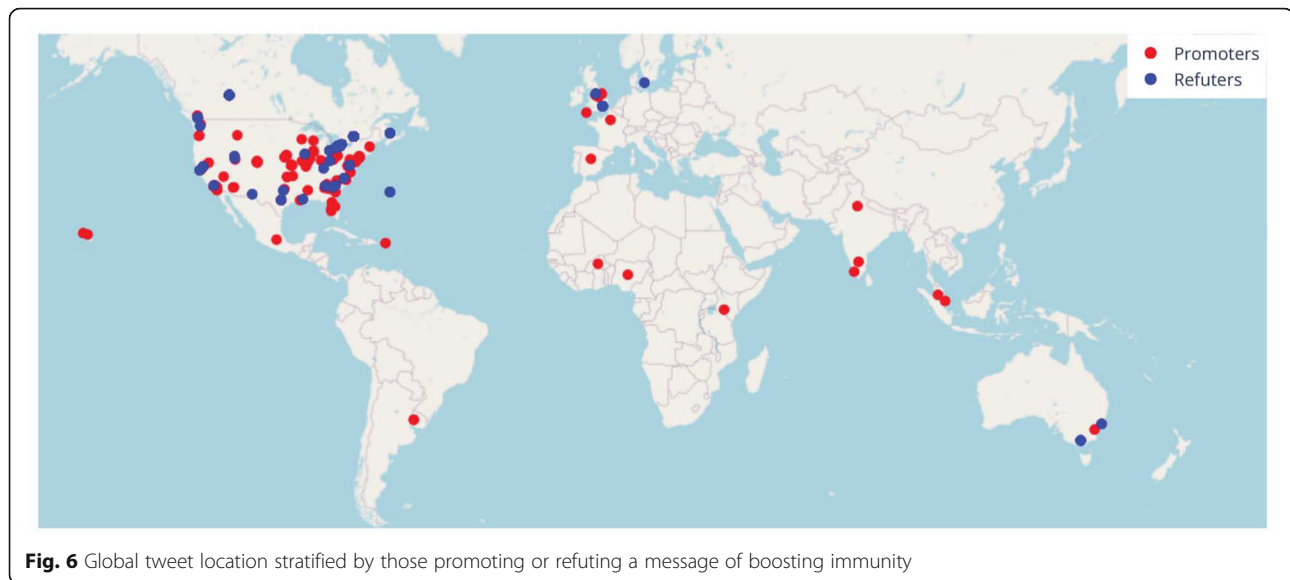 Promoters
Refuters
Fig. 6 Global tweet location stratified by those promoting or refuting a message of boosting immunity